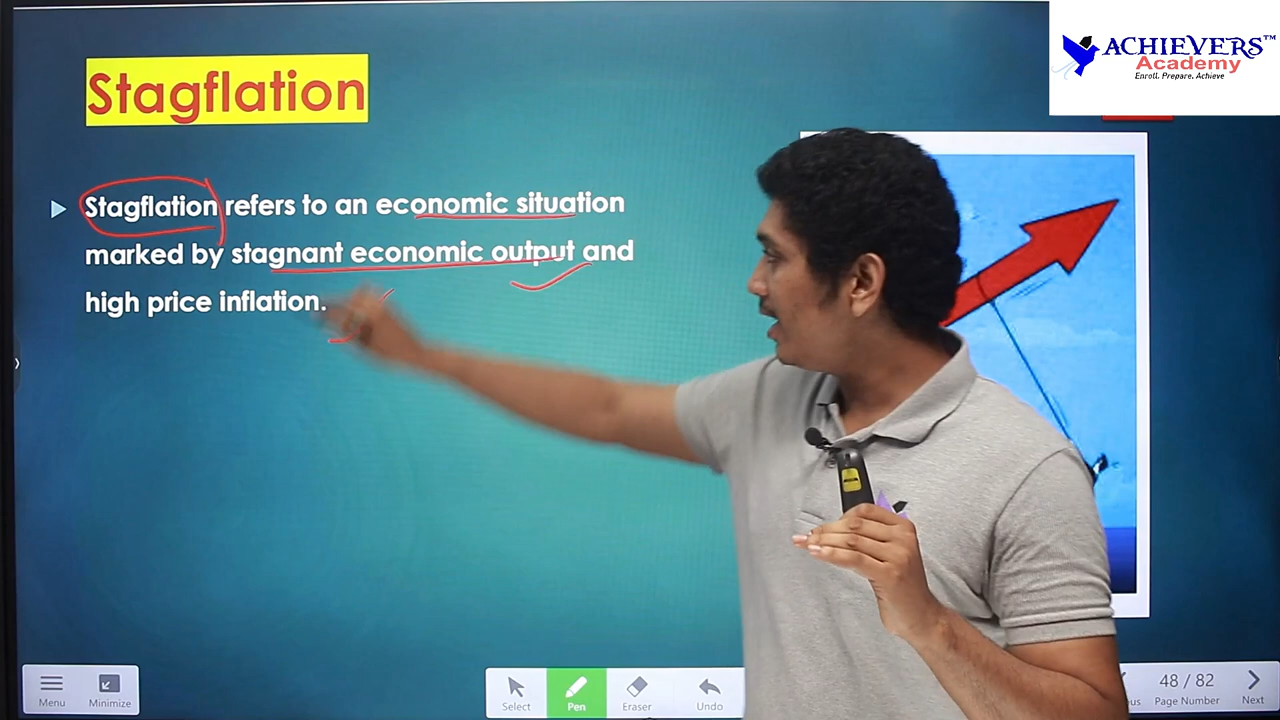 ACHIEVERS™
Academy
Enroll. Prepare. Achieve
Stagflation
Stagflation refers to an economic situation
marked by stagnant economic output and
high price inflation.
Menu
Minimize
Select
Pen
Eraser
Undo
48 / 82
Page Number
Next